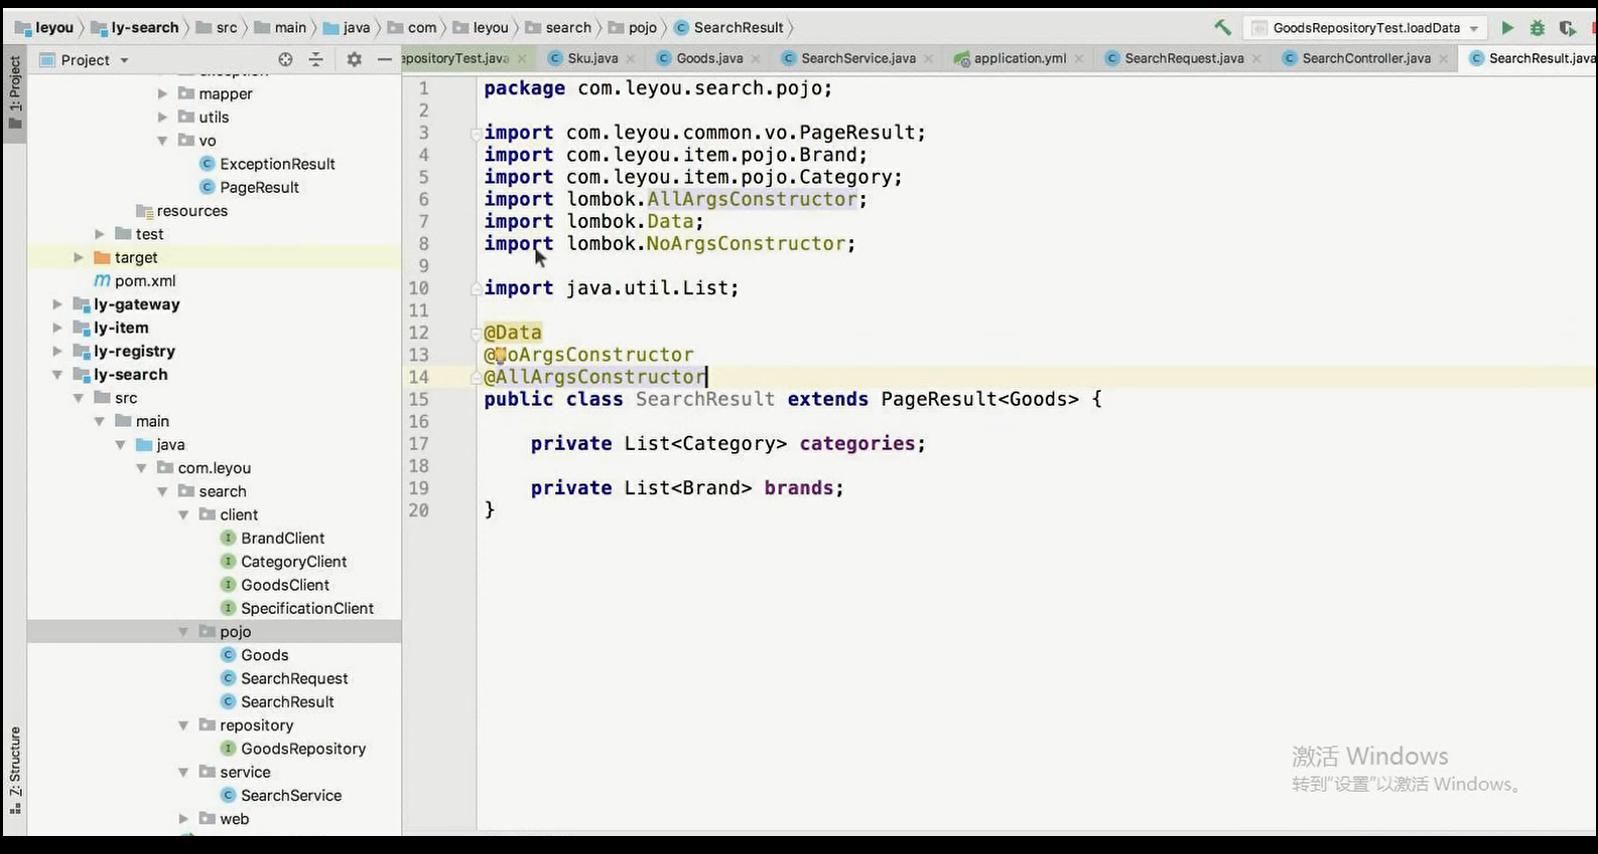 leyou ly-search src main java com leyou search pojo SearchResult GoodsRepositoryTest.loadData
1: Project
Project
epositoryTest.java Sku.java Goods.java SearchService.java application.yml SearchRequest.java SearchController.java SearchResult.java
exception
mapper
utils
vo
ExceptionResult
PageResult
resources
test
target
pom.xml
ly-gateway
ly-item
ly-registry
ly-search
src
main
java
com.leyou
search
client
BrandClient
CategoryClient
GoodsClient
SpecificationClient
pojo
Goods
SearchRequest
SearchResult
repository
GoodsRepository
service
SearchService
web
Z: Structure
1 package com.leyou.search.pojo;
2
3 import com.leyou.common.vo.PageResult;
4 import com.leyou.item.pojo.Brand;
5 import com.leyou.item.pojo.Category;
6 import lombok.AllArgsConstructor;
7 import lombok.Data;
8 import lombok.NoArgsConstructor;
9
10 import java.util.List;
11
12 @Data
13 @NoArgsConstructor
14 @AllArgsConstructor
15 public class SearchResult extends PageResult<Goods> {
16
17 private List<Category> categories;
18
19 private List<Brand> brands;
20 }
激活 Windows
转到“设置”以激活 Windows。